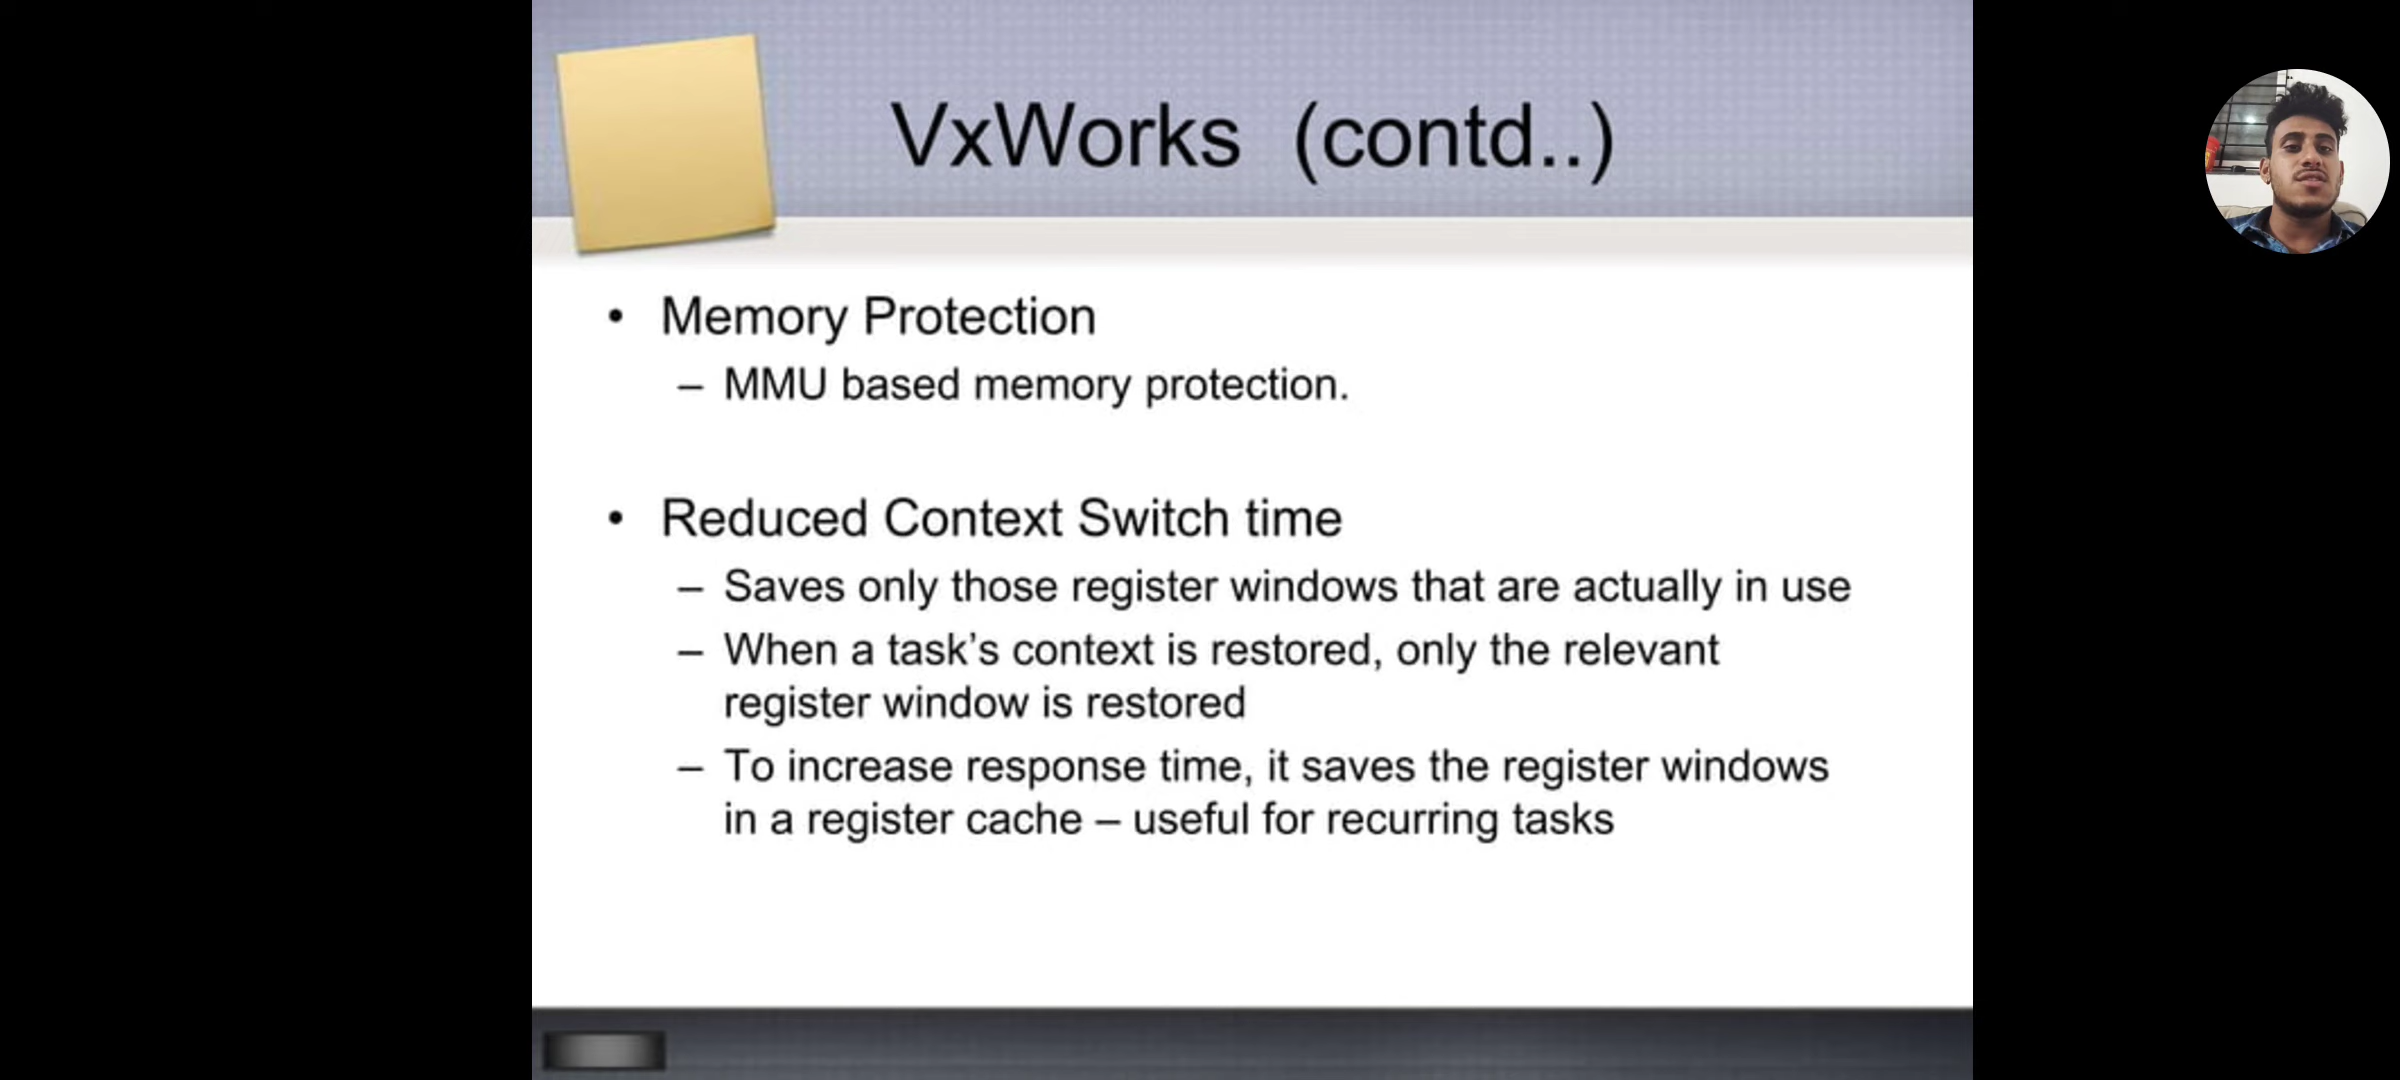 VxWorks (contd..)
• Memory Protection
– MMU based memory protection.
• Reduced Context Switch time
– Saves only those register windows that are actually in use
– When a task’s context is restored, only the relevant
register window is restored
– To increase response time, it saves the register windows
in a register cache – useful for recurring tasks